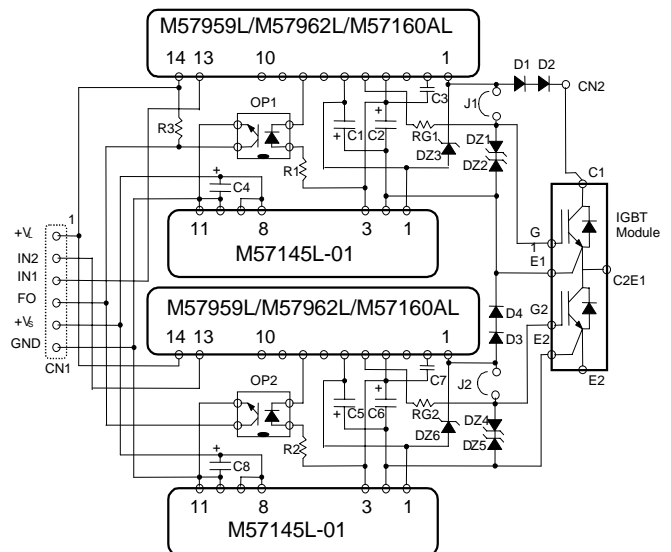 M57959L/M57962L/M57160AL
14 13 10 1
D1 D2
CN2
OP1
C3
J1
R3
+ C1
+ C2
RG1
DZ1
DZ3
DZ2
R1
+ C4
C1
IGBT
Module
11 8 3 1
M57145L-01
G
1
E1
C2E1
1
+VL
IN2
IN1
FO
+VS
GND
CN1
M57959L/M57962L/M57160AL
14 13 10 1
D4
D3
G2
E2
E2
OP2
C7
J2
+ C5
+ C6
RG2
DZ4
DZ6
DZ5
R2
+ C8
11 8 3 1
M57145L-01